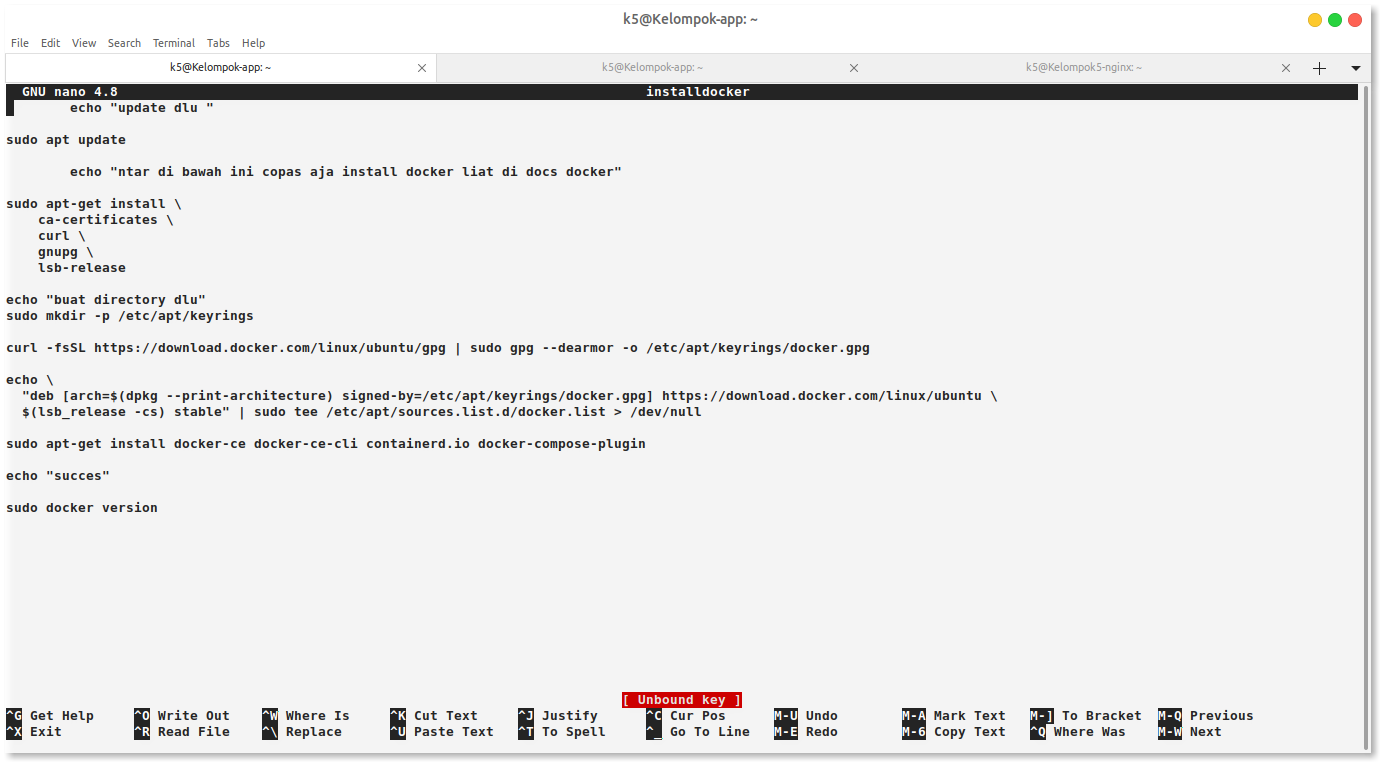 k5@Kelompok-app: ~
File Edit View Search Terminal Tabs Help
k5@Kelompok-app: ~ k5@Kelompok-app: ~ k5@Kelompok5-nginx: ~
GNU nano 4.8 installdocker
echo "update dlu "
sudo apt update
echo "ntar di bawah ini copas aja install docker liat di docs docker"
sudo apt-get install \
ca-certificates \
curl \
gnupg \
lsb-release
echo "buat directory dlu"
sudo mkdir -p /etc/apt/keyrings
curl -fsSL https://download.docker.com/linux/ubuntu/gpg | sudo gpg --dearmor -o /etc/apt/keyrings/docker.gpg
echo \
"deb [arch=$(dpkg --print-architecture) signed-by=/etc/apt/keyrings/docker.gpg] https://download.docker.com/linux/ubuntu \
$(lsb_release -cs) stable" | sudo tee /etc/apt/sources.list.d/docker.list > /dev/null
sudo apt-get install docker-ce docker-ce-cli containerd.io docker-compose-plugin
echo "succes"
sudo docker version
[ Unbound key ]
^G Get Help ^O Write Out ^W Where Is ^K Cut Text ^J Justify ^C Cur Pos M-U Undo M-A Mark Text M-] To Bracket M-Q Previous
^X Exit ^R Read File ^\ Replace ^U Paste Text ^T To Spell ^_ Go To Line M-E Redo M-6 Copy Text ^Q Where Was M-W Next